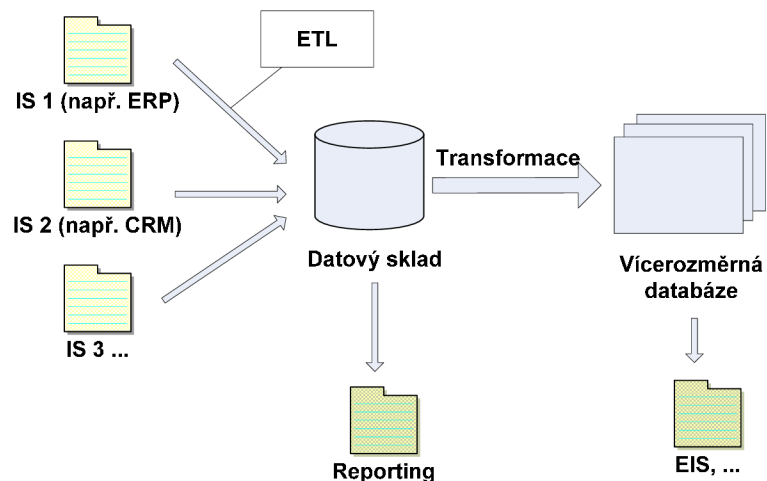 ETL
IS 1 (např. ERP)
IS 2 (např. CRM)
IS 3 ...
Datový sklad
Transformace
Vícerozměrná
databáze
Reporting
EIS, ...